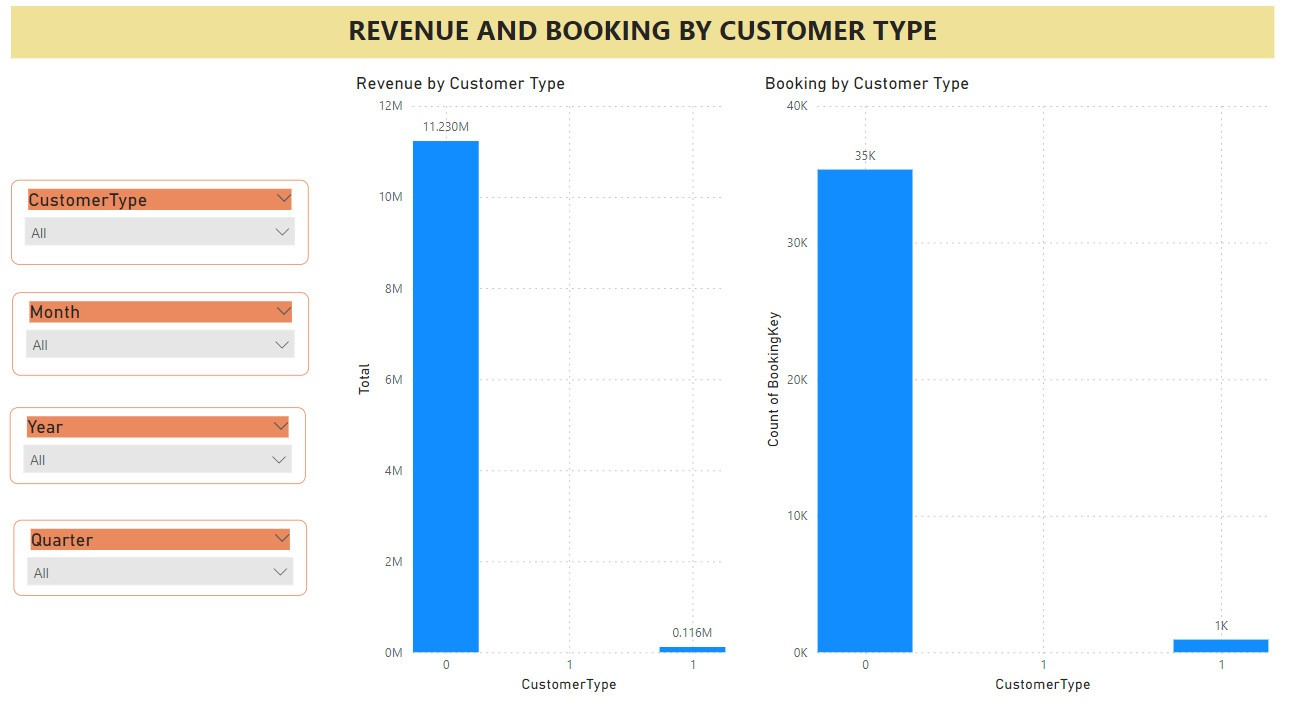 REVENUE AND BOOKING BY CUSTOMER TYPE
CustomerType
All
Month
All
Year
All
Quarter
All
Revenue by Customer Type
12M
10M
8M
6M
4M
2M
0M
Total
11.230M
0.116M
0
1
1
CustomerType
Booking by Customer Type
40K
30K
20K
10K
0K
Count of BookingKey
35K
1K
0
1
1
CustomerType